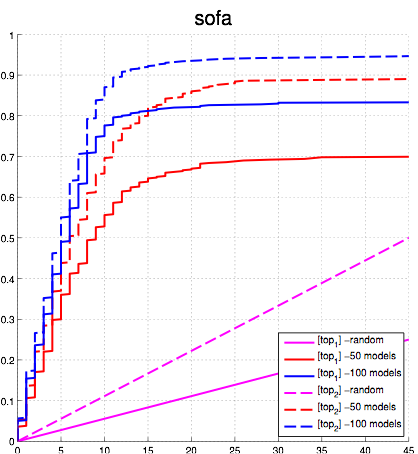 sofa
1
0.9
0.8
0.7
0.6
0.5
0.4
0.3
0.2
0.1
0
0 5 10 15 20 25 30 35 40 45
[top1] −random
[top1] −50 models
[top1] −100 models
[top2] −random
[top2] −50 models
[top2] −100 models